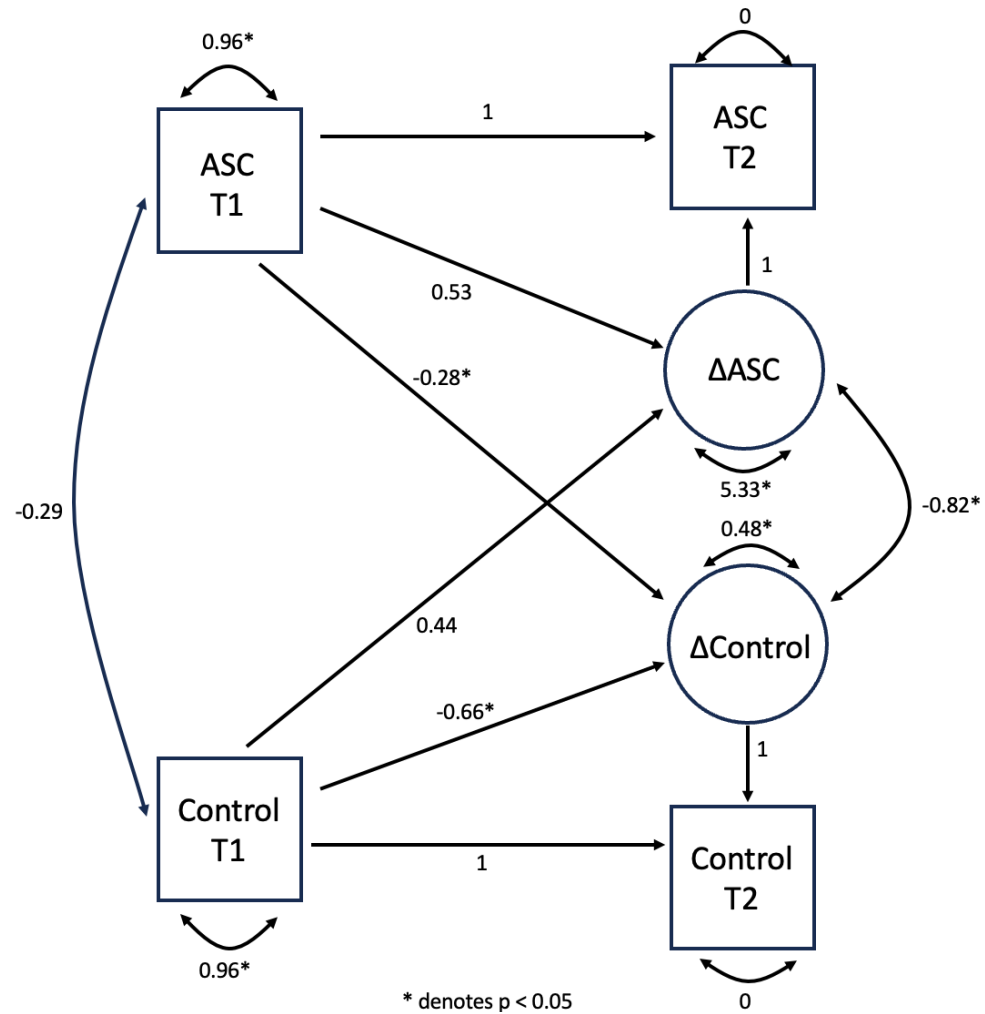 0
0.96*
ASC
T1
1
ASC
T2
1
0.53
ΔASC
-0.28*
5.33*
-0.29
-0.82*
0.48*
0.44
ΔControl
-0.66*
1
Control
T1
1
Control
T2
0.96*
* denotes p < 0.05
0